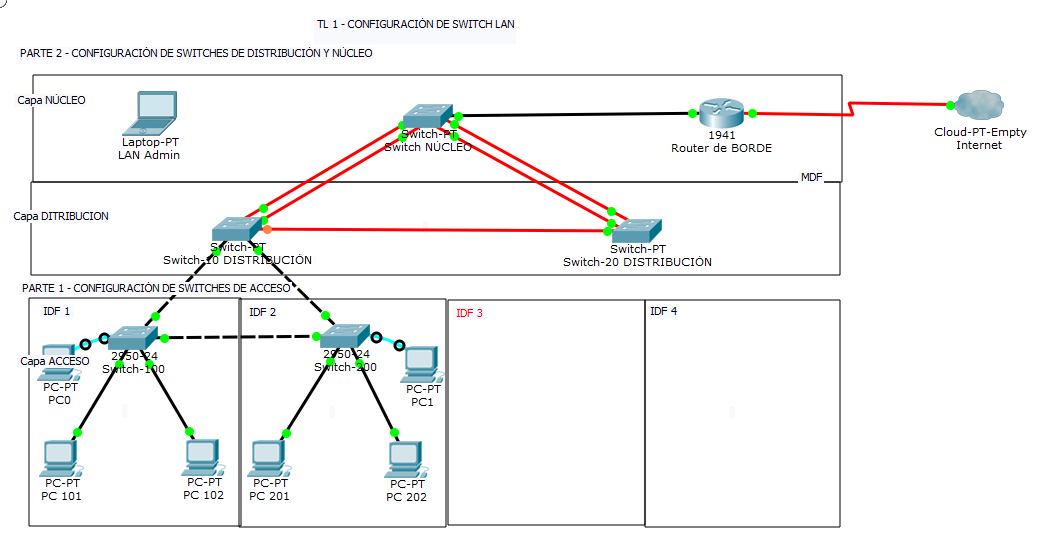 TL 1 - CONFIGURACIÓN DE SWITCH LAN
PARTE 2 - CONFIGURACIÓN DE SWITCHES DE DISTRIBUCIÓN Y NÚCLEO
Capa NÚCLEO
Laptop-PT
LAN Admin
Switch-PT
Switch NÚCLEO
1941
Router de BORDE
Cloud-PT-Empty
Internet
MDF
Capa DITRIBUCION
Switch-PT
Switch-10 DISTRIBUCIÓN
Switch-PT
Switch-20 DISTRIBUCIÓN
PARTE 1 - CONFIGURACIÓN DE SWITCHES DE ACCESO
IDF 1
IDF 2
IDF 3
IDF 4
Capa ACCESO
2950-24
Switch-100
2950-24
Switch-200
PC-PT
PC0
PC-PT
PC1
PC-PT
PC 101
PC-PT
PC 102
PC-PT
PC 201
PC-PT
PC 202